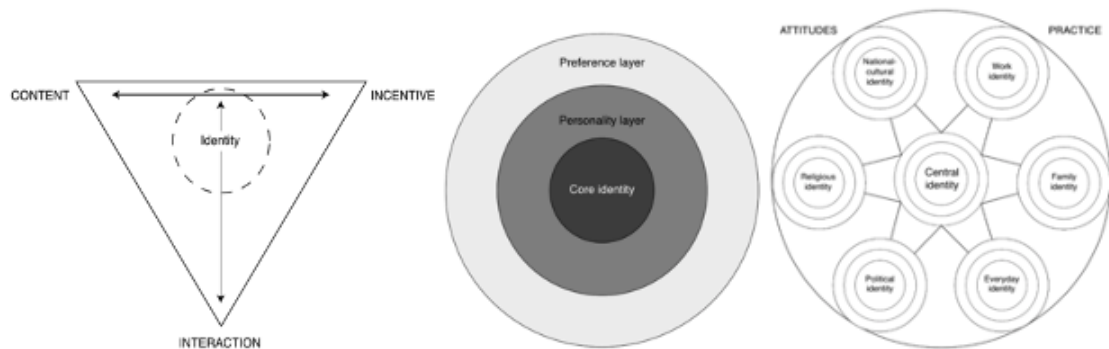 CONTENT
INCENTIVE
Identity
INTERACTION
Preference layer
Personality layer
Core identity
ATTITUDES
PRACTICE
National-
cultural
identity
Work
identity
Religious
identity
Central
identity
Family
identity
Political
identity
Everyday
identity